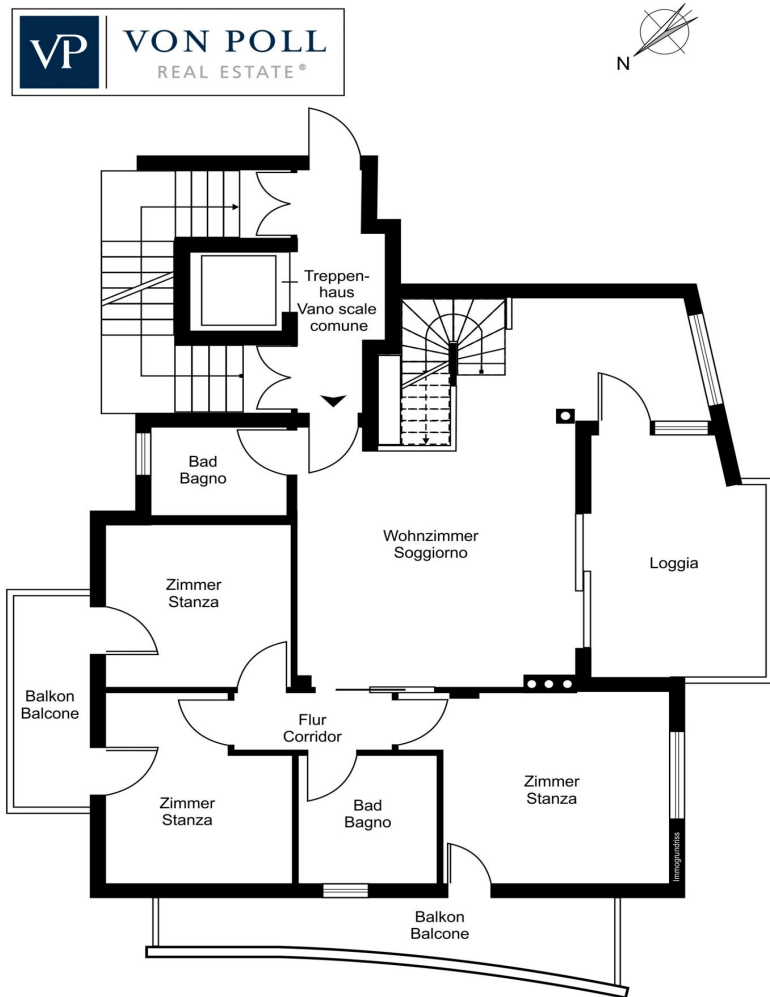 VP VON POLL
REAL ESTATE®
N
Treppen-
haus
Vano scale
comune
Bad
Bagno
Wohnzimmer
Soggiorno
Loggia
Zimmer
Stanza
Balkon
Balcone
Flur
Corridor
Zimmer
Stanza
Bad
Bagno
Zimmer
Stanza
Immogrundriss
Balkon
Balcone